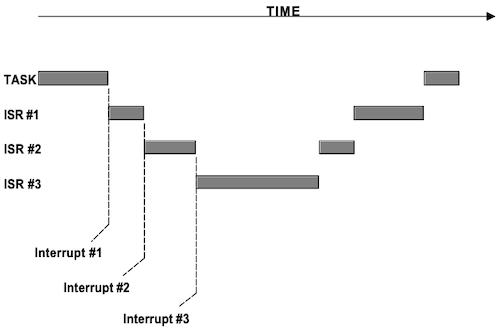 TIME
TASK
ISR #1
ISR #2
ISR #3
Interrupt #1
Interrupt #2
Interrupt #3